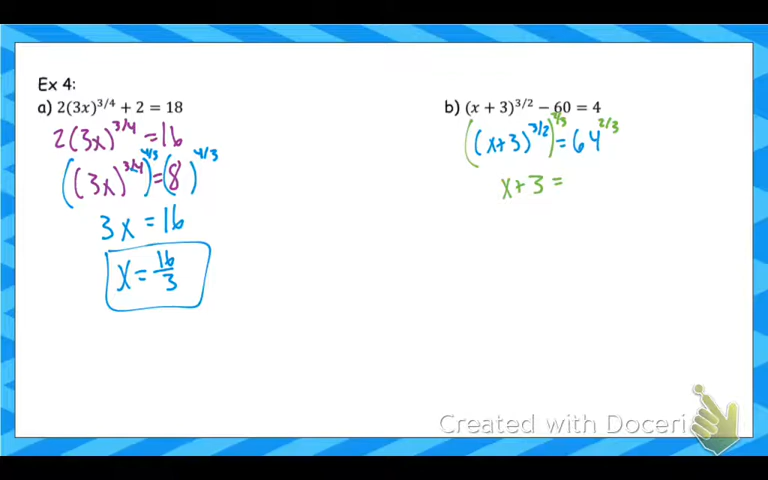 Ex 4:
a) 2(3x)^{3/4} + 2 = 18
2(3x)^{3/4} = 16
((3x)^{3/4})^{4/3} = (8)^{4/3}
3x = 16
x = 16/3
b) (x + 3)^{3/2} − 60 = 4
((x+3)^{3/2})^{2/3} = 64^{2/3}
x+3 =
Created with Doceri